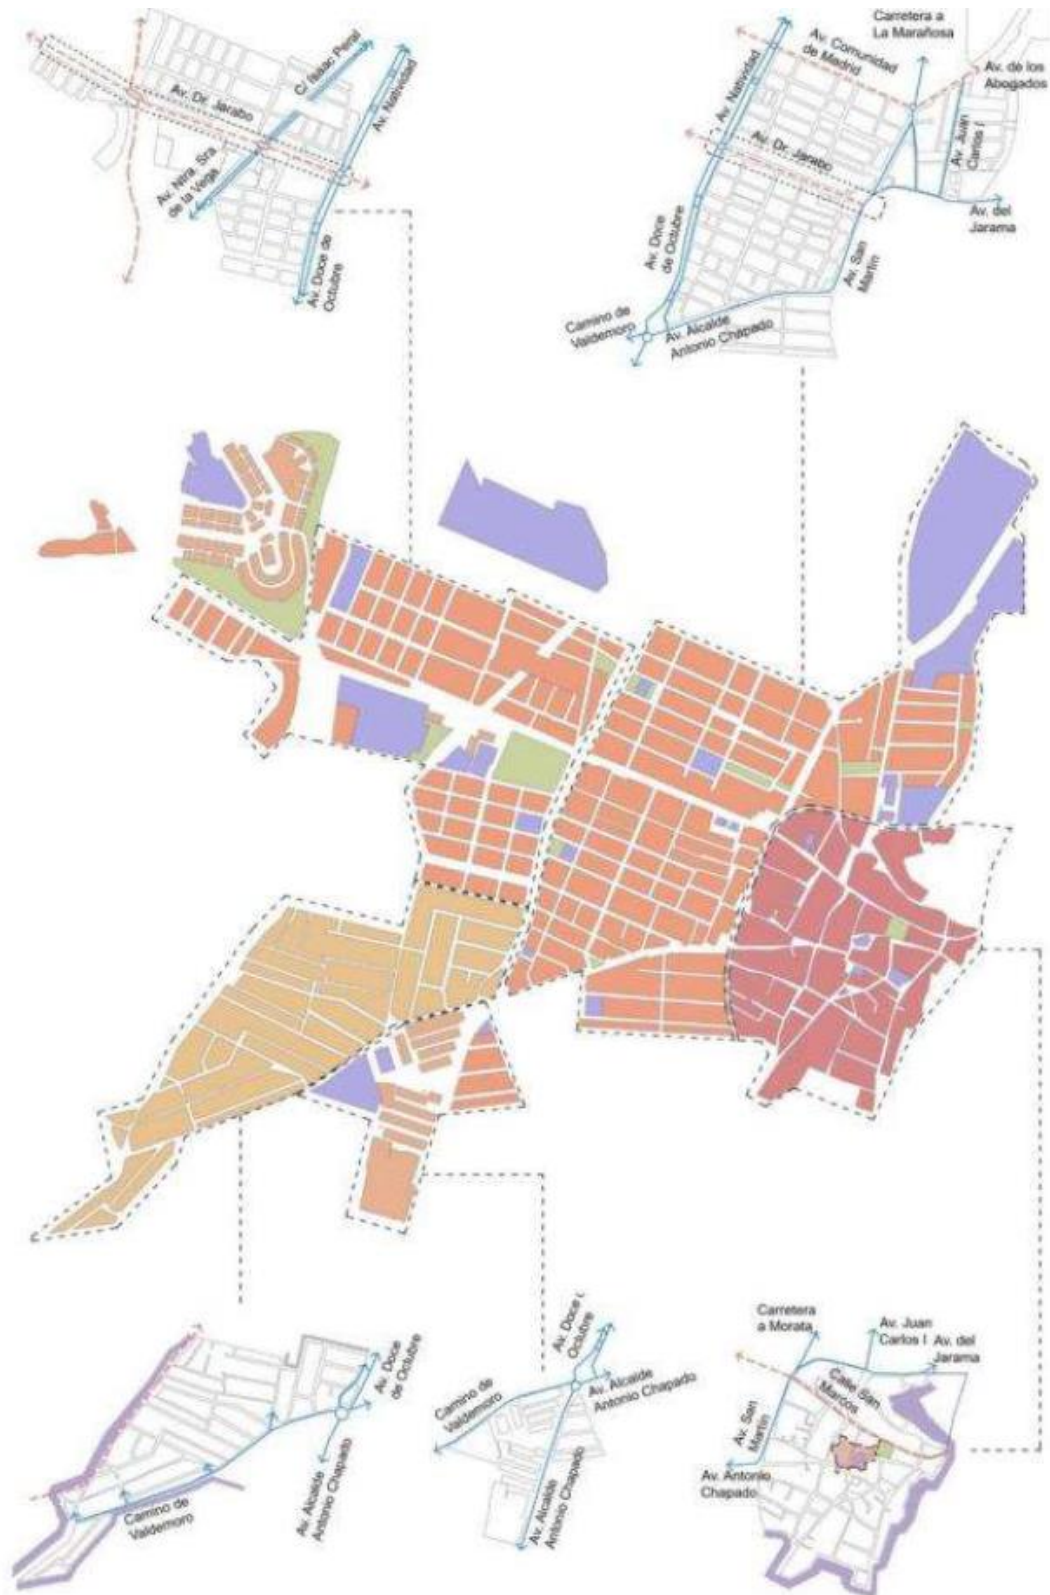 C/ Isaac Peral
Av. Natividad
Av. Dr. Jarabo
Av. Ntra. Sra
de la Vega
Av. Doce de
Octubre
Carretera a
La Marañosa
Av. Comunidad
de Madrid
Av. de los
Abogados
Av. Natividad
Av. Juan
Carlos I
Av. Dr. Jarabo
Av. del
Jarama
Av. Doce
de Octubre
Av. San
Martín
Camino de
Valdemoro
Av. Alcalde
Antonio Chapado
Av. Doce
de Octubre
Camino de
Valdemoro
Av. Alcalde
Antonio Chapado
Av. Doce
Octubre
Camino de
Valdemoro
Av. Alcalde
Antonio Chapado
Av. Alcalde
Antonio Chapado
Carretera
a Morata
Av. Juan
Carlos I
Av. del
Jarama
Calle San
Marcos
Av. San
Martín
Av. Antonio
Chapado